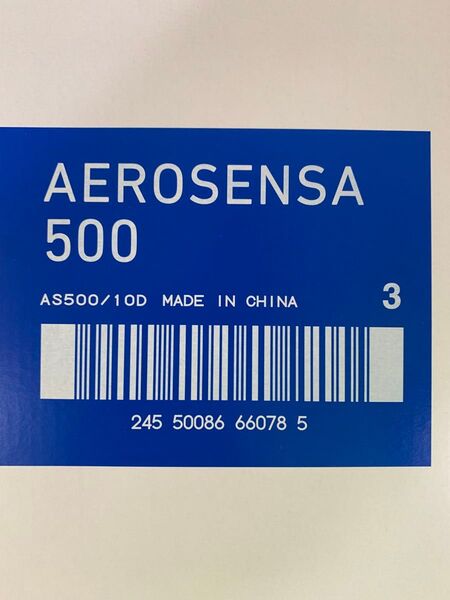 AEROSENSA
500
AS500/10D MADE IN CHINA 3
245 50086 66078 5